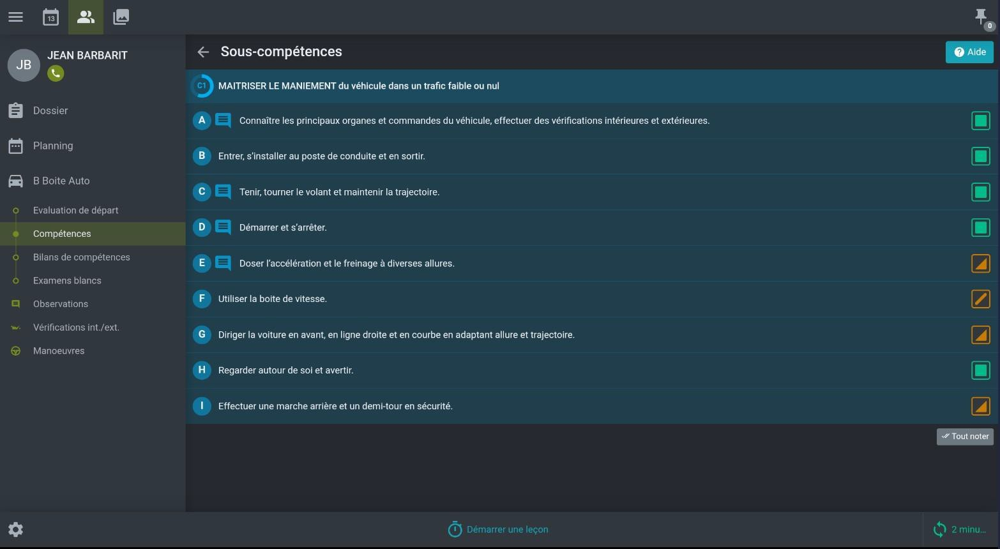 13
0
JB
JEAN BARBARIT
Dossier
Planning
B Boite Auto
Evaluation de départ
Compétences
Bilans de compétences
Examens blancs
Observations
Vérifications int./ext.
Manoeuvres
Sous-compétences
Aide
C1 MAITRISER LE MANIEMENT du véhicule dans un trafic faible ou nul
A Connaître les principaux organes et commandes du véhicule, effectuer des vérifications intérieures et extérieures.
B Entrer, s’installer au poste de conduite et en sortir.
C Tenir, tourner le volant et maintenir la trajectoire.
D Démarrer et s’arrêter.
E Doser l’accélération et le freinage à diverses allures.
F Utiliser la boite de vitesse.
G Diriger la voiture en avant, en ligne droite et en courbe en adaptant allure et trajectoire.
H Regarder autour de soi et avertir.
I Effectuer une marche arrière et un demi-tour en sécurité.
Tout noter
Démarrer une leçon
2 minu...